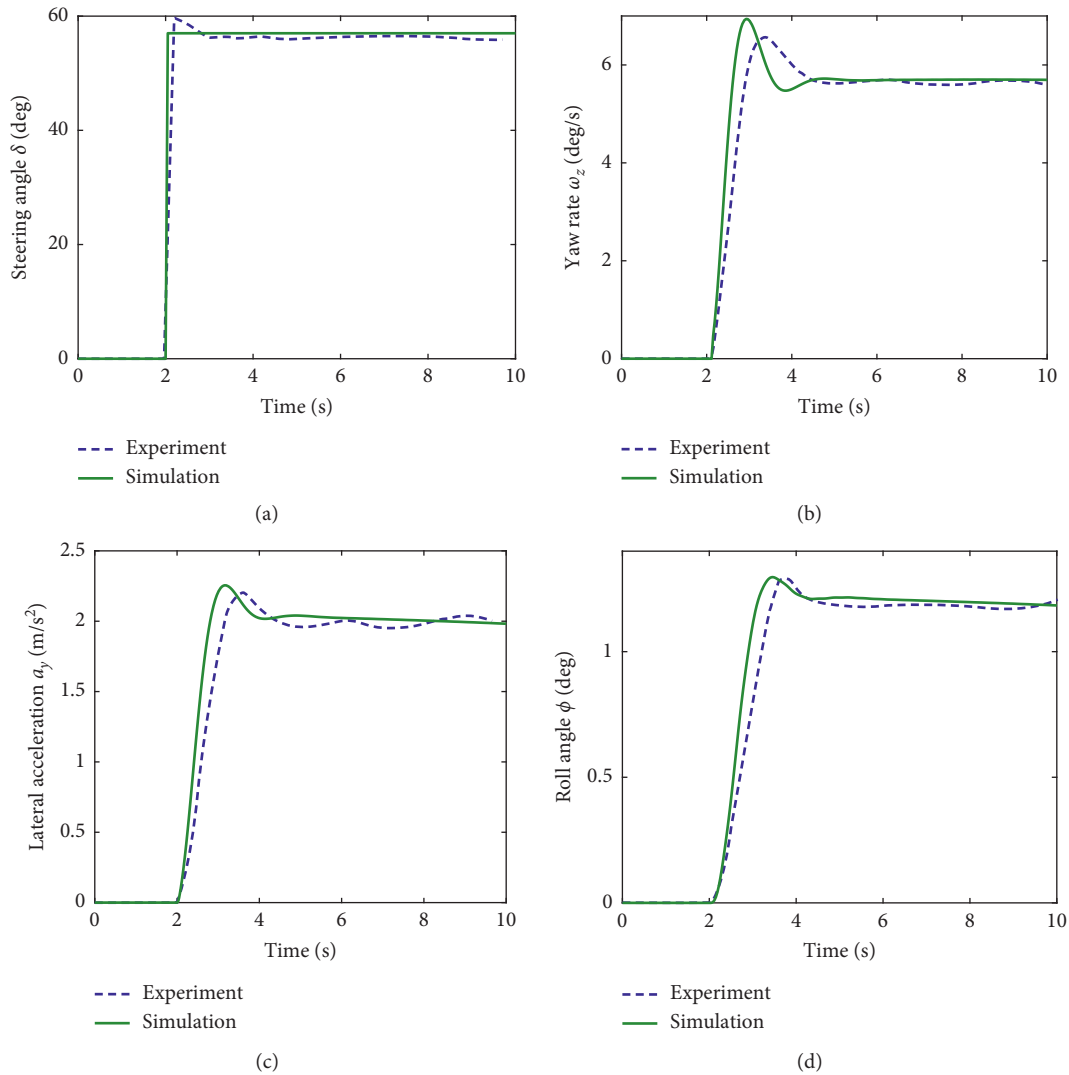 60
40
20
0
Steering angle δ (deg)
0 2 4 6 8 10
Time (s)
Experiment
Simulation
(a)
6
4
2
0
Yaw rate ω_z (deg/s)
0 2 4 6 8 10
Time (s)
Experiment
Simulation
(b)
2.5
2
1.5
1
0.5
0
Lateral acceleration a_y (m/s²)
0 2 4 6 8 10
Time (s)
Experiment
Simulation
(c)
1
0.5
0
Roll angle ϕ (deg)
0 2 4 6 8 10
Time (s)
Experiment
Simulation
(d)